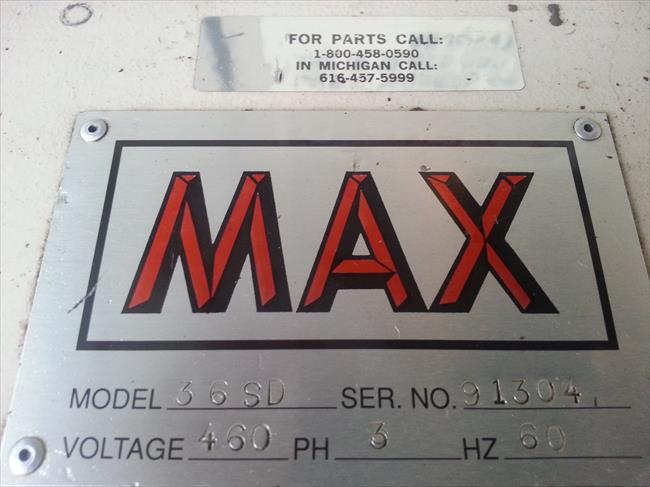 FOR PARTS CALL:
1-800-458-0590
IN MICHIGAN CALL:
616-457-5999
MAX
MODEL 36SD SER. NO. 91304
VOLTAGE 460 PH 3 HZ 60